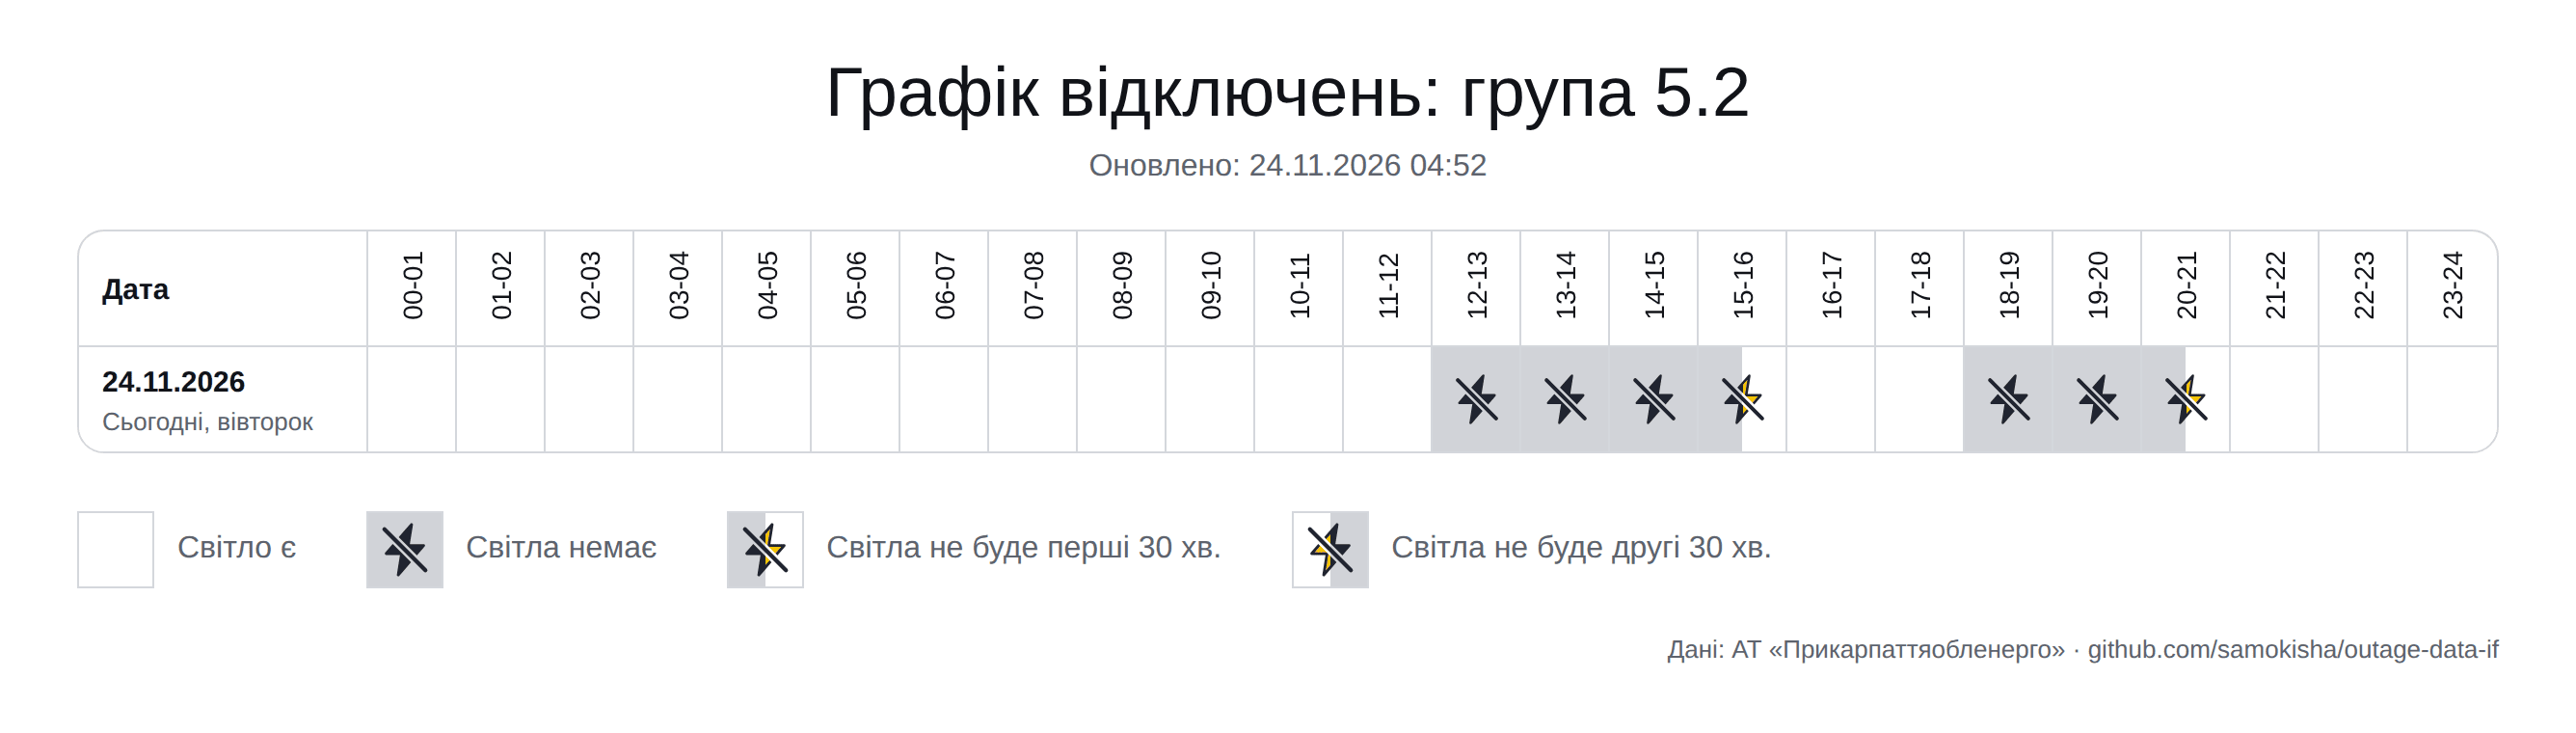 Графік відключень: група 5.2
Оновлено: 24.11.2026 04:52
Дата 00-01 01-02 02-03 03-04 04-05 05-06 06-07 07-08 08-09 09-10 10-11 11-12 12-13 13-14 14-15 15-16 16-17 17-18 18-19 19-20 20-21 21-22 22-23 23-24
24.11.2026
Сьогодні, вівторок
Світло є Світла немає Світла не буде перші 30 хв. Світла не буде другі 30 хв.
Дані: АТ «Прикарпаттяобленерго» · github.com/samokisha/outage-data-if